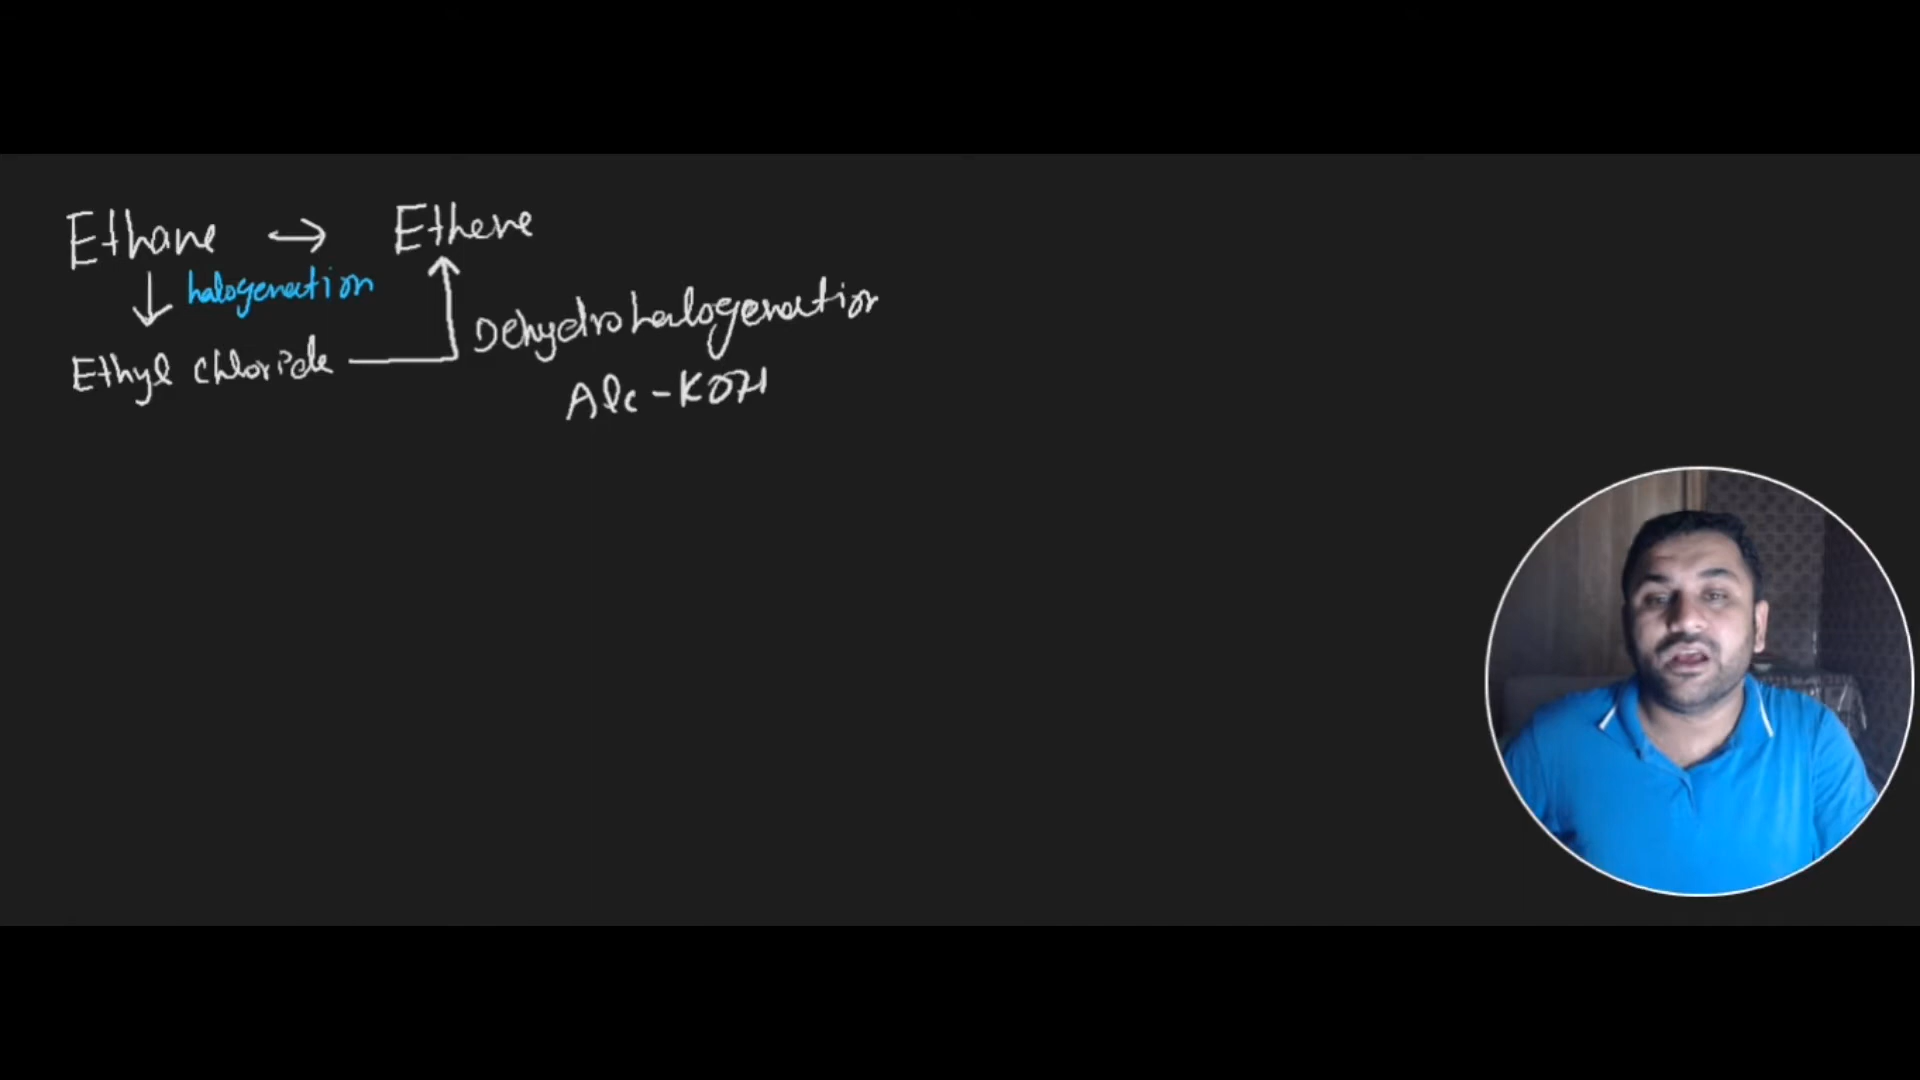 Ethane → Ethene
↓ halogenation
Dehydrohalogenation
Ethyl chloride
Alc-KOH